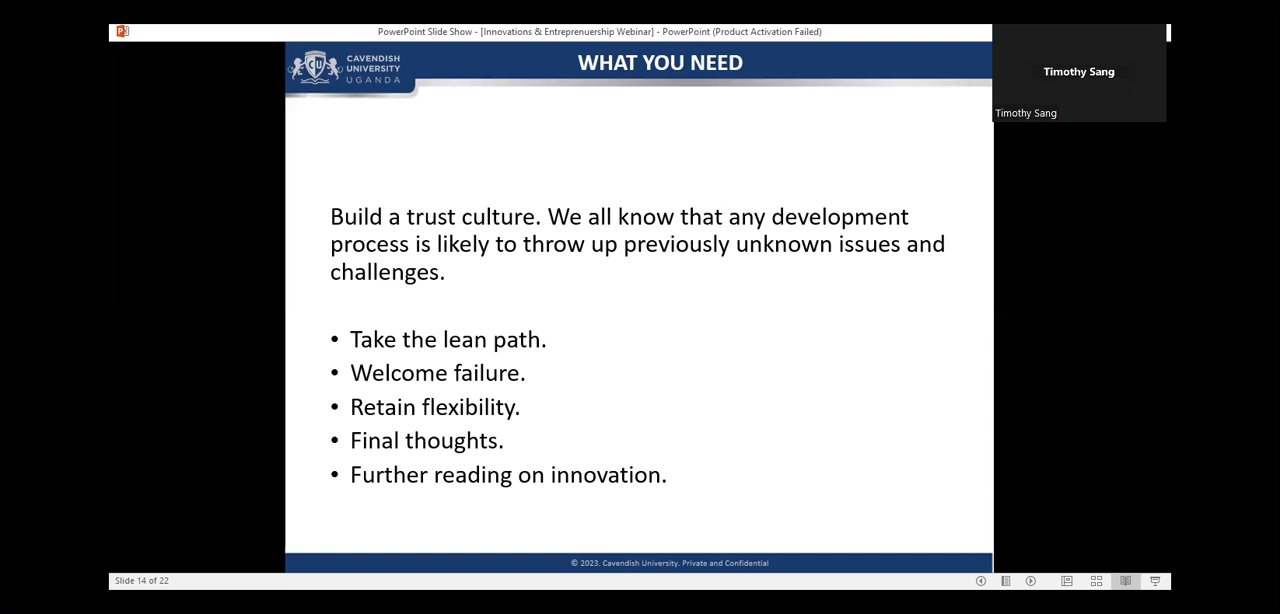 PowerPoint Slide Show - [Innovations & Entreprenuership Webinar] - PowerPoint (Product Activation Failed)
CAVENDISH
UNIVERSITY
UGANDA
CU
WHAT YOU NEED
Timothy Sang
Timothy Sang
Build a trust culture. We all know that any development
process is likely to throw up previously unknown issues and
challenges.
• Take the lean path.
• Welcome failure.
• Retain flexibility.
• Final thoughts.
• Further reading on innovation.
© 2023. Cavendish University. Private and Confidential
Slide 14 of 22